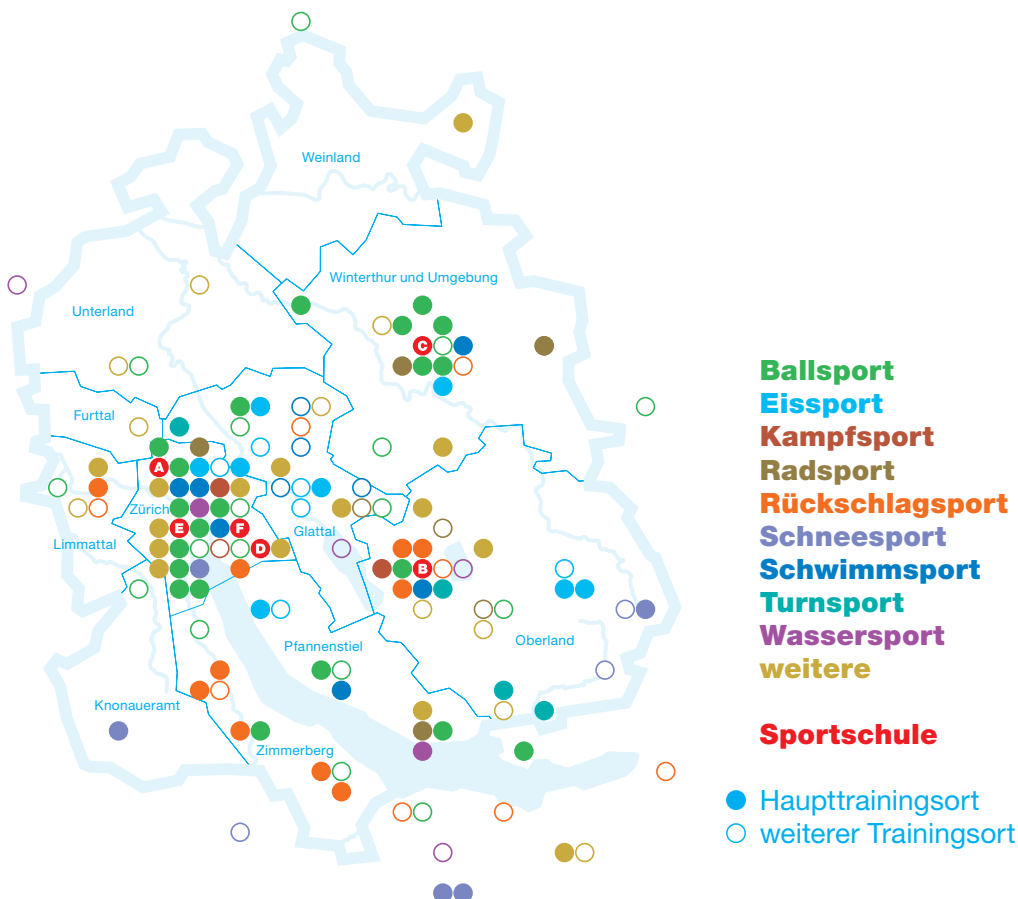 Weinland
Winterthur und Umgebung
Unterland
C
Furttal
A
Zürich
E
F
Glattal
Limmattal
D
B
Oberland
Pfannenstiel
Knonaueramt
Zimmerberg
Ballsport
Eissport
Kampfsport
Radsport
Rückschlagsport
Schneesport
Schwimmsport
Turnsport
Wassersport
weitere
Sportschule
Haupttrainingsort
weiterer Trainingsort